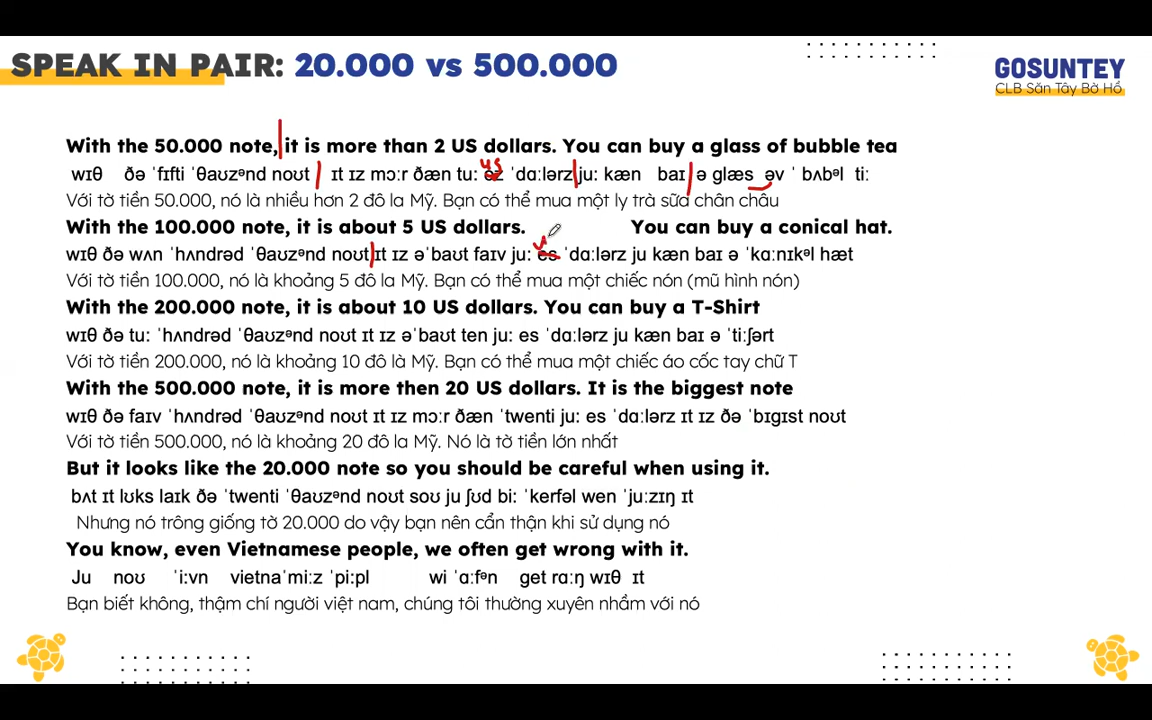 SPEAK IN PAIR: 20.000 vs 500.000
GOSUNTEY
CLB Săn Tây Bờ Hồ
With the 50.000 note, it is more than 2 US dollars. You can buy a glass of bubble tea
wɪθ ðə ˈfɪfti ˈθaʊzᵊnd noʊt ɪt ɪz mɔːr ðæn tuː əz ˈdɑːlərz juː kæn baɪ ə glæs əv ˈbʌbəl tiː
us
Với tờ tiền 50.000, nó là nhiều hơn 2 đô la Mỹ. Bạn có thể mua một ly trà sữa chân châu
With the 100.000 note, it is about 5 US dollars. You can buy a conical hat.
wɪθ ðə wʌn ˈhʌndrəd ˈθaʊzᵊnd noʊt ɪt ɪz əˈbaʊt faɪv juː es ˈdɑːlərz ju kæn baɪ ə ˈkɑːnɪkᵊl hæt
Với tờ tiền 100.000, nó là khoảng 5 đô la Mỹ. Bạn có thể mua một chiếc nón (mũ hình nón)
With the 200.000 note, it is about 10 US dollars. You can buy a T-Shirt
wɪθ ðə tuː ˈhʌndrəd ˈθaʊzᵊnd noʊt ɪt ɪz əˈbaʊt ten juː es ˈdɑːlərz ju kæn baɪ ə ˈtiːʃərt
Với tờ tiền 200.000, nó là khoảng 10 đô là Mỹ. Bạn có thể mua một chiếc áo cốc tay chữ T
With the 500.000 note, it is more then 20 US dollars. It is the biggest note
wɪθ ðə faɪv ˈhʌndrəd ˈθaʊzᵊnd noʊt ɪt ɪz mɔːr ðæn ˈtwenti juː es ˈdɑːlərz ɪt ɪz ðə ˈbɪgɪst noʊt
Với tờ tiền 500.000, nó là khoảng 20 đô la Mỹ. Nó là tờ tiền lớn nhất
But it looks like the 20.000 note so you should be careful when using it.
bʌt ɪt lʊks laɪk ðə ˈtwenti ˈθaʊzᵊnd noʊt soʊ ju ʃʊd biː ˈkerfəl wen ˈjuːzɪŋ ɪt
Nhưng nó trông giống tờ 20.000 do vậy bạn nên cẩn thận khi sử dụng nó
You know, even Vietnamese people, we often get wrong with it.
Ju noʊ ˈiːvn vietnaˈmiːz ˈpiːpl wi ˈɑːfᵊn get rɑːŋ wɪθ ɪt
Bạn biết không, thậm chí người việt nam, chúng tôi thường xuyên nhầm với nó